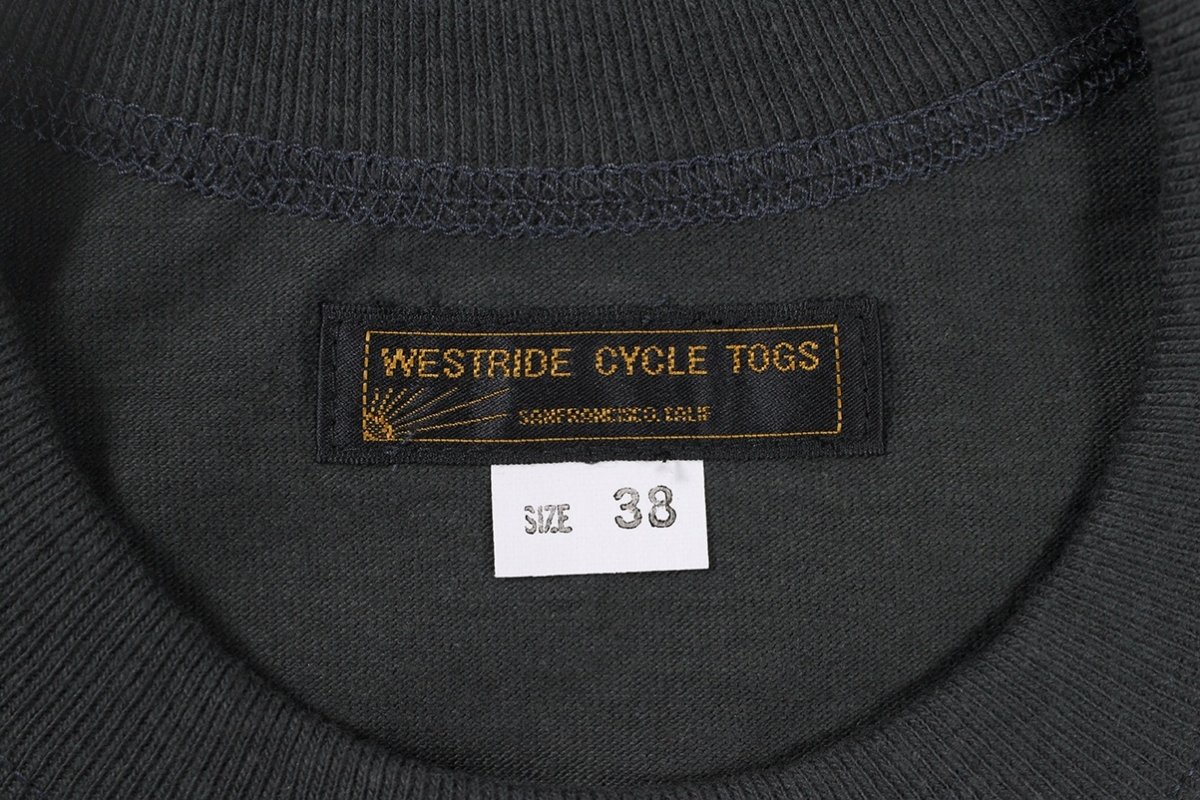 WESTRIDE CYCLE TOGS
SANFRANCISCO.CALIF
SIZE 38